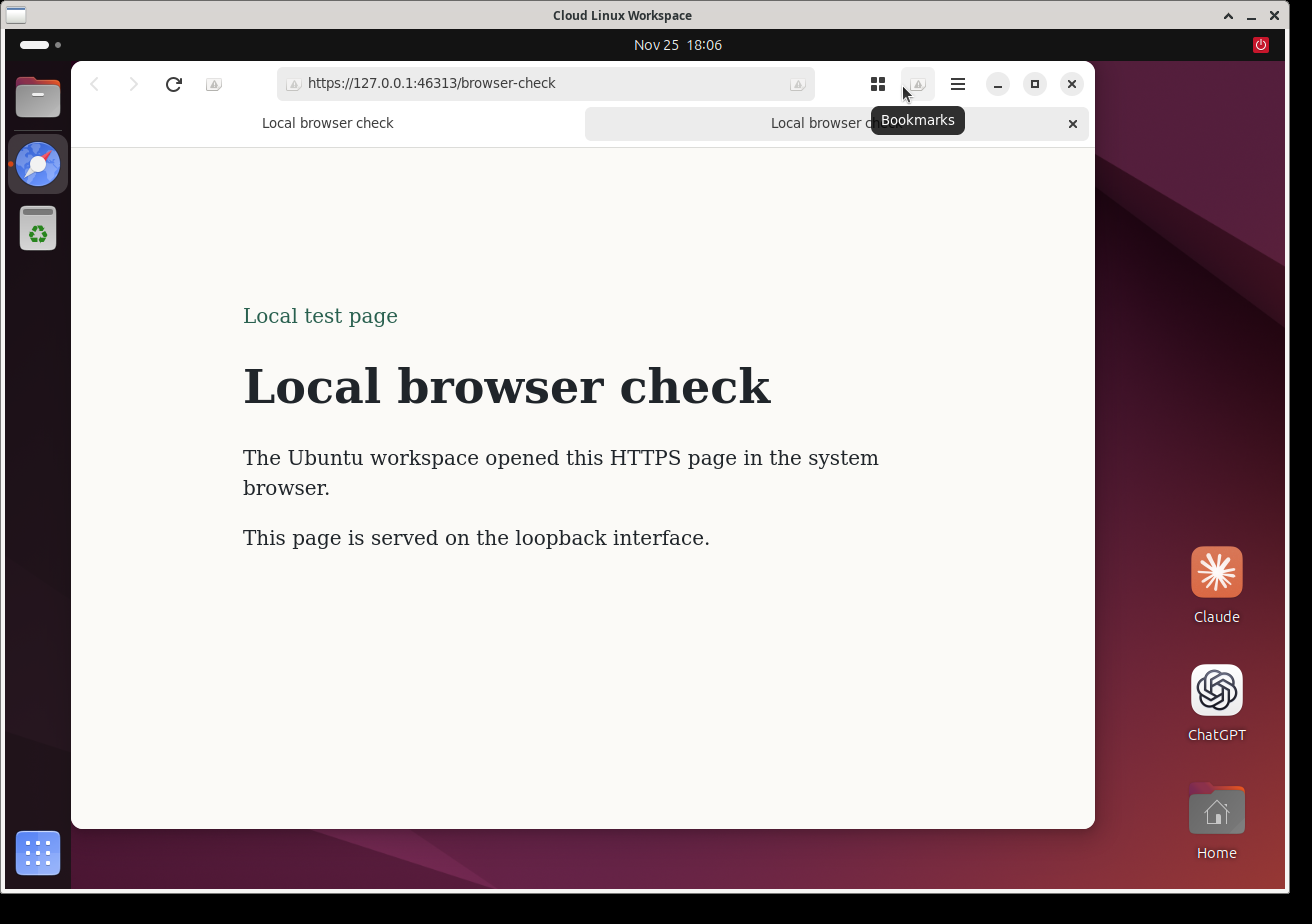 Cloud Linux Workspace
Nov 25 18:06
https://127.0.0.1:46313/browser-check
Bookmarks
Local browser check
Local browser check
Local test page
Local browser check
The Ubuntu workspace opened this HTTPS page in the system
browser.
This page is served on the loopback interface.
Claude
ChatGPT
Home